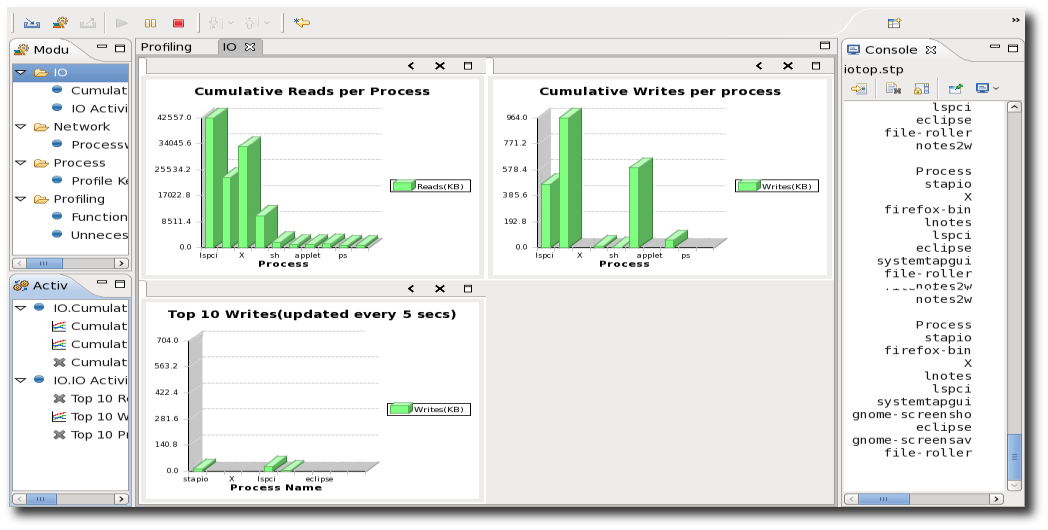 Modu
IO
Cumulat
IO Activi
Network
Process
Process
Profile Ke
Profiling
Function
Unneces
Activ
IO.Cumulat
Cumulat
Cumulat
Cumulat
IO.IO Activi
Top 10 Re
Top 10 W
Top 10 Pr
Profiling
IO
Cumulative Reads per Process
42557.0
34045.6
25534.2
17022.8
8511.4
0.0
lspci
X
sh
applet
ps
Process
Reads(KB)
Cumulative Writes per process
964.0
771.2
578.4
385.6
192.8
0.0
lspci
X
sh
applet
ps
Process
Writes(KB)
Top 10 Writes(updated every 5 secs)
704.0
563.2
422.4
281.6
140.8
0.0
stapio
X
lspci
eclipse
Process Name
Writes(KB)
Console
iotop.stp
lspci
eclipse
file-roller
notes2w
Process
stapio
X
firefox-bin
lnotes
lspci
eclipse
systemtapgui
file-roller
notes2w
notes2w
Process
stapio
firefox-bin
X
lnotes
lspci
systemtapgui
gnome-screensho
eclipse
gnome-screensav
file-roller